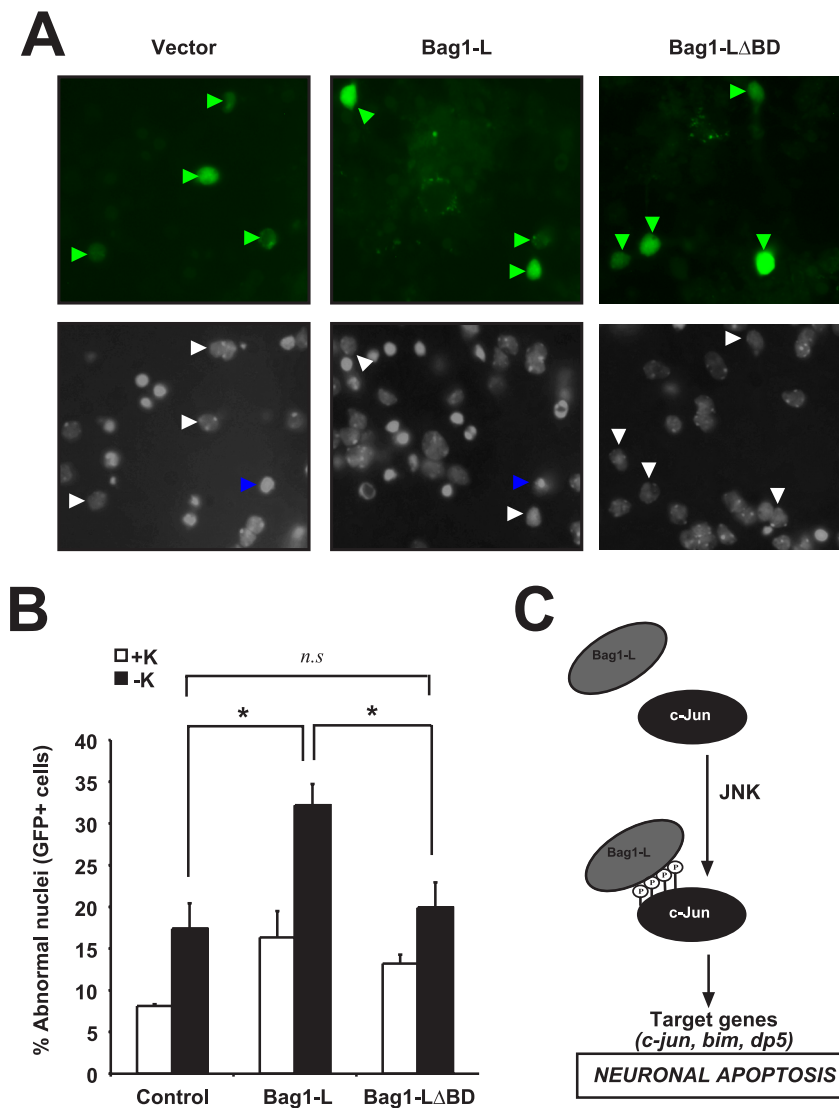 A
Vector
Bag1-L
Bag1-LΔBD
B
+K
-K
n.s
*
*
% Abnormal nuclei (GFP+ cells)
40
35
30
25
20
15
10
5
0
Control
Bag1-L
Bag1-LΔBD
C
Bag1-L
c-Jun
JNK
Bag1-L
P
P
P
P
c-Jun
Target genes
(c-jun, bim, dp5)
NEURONAL APOPTOSIS